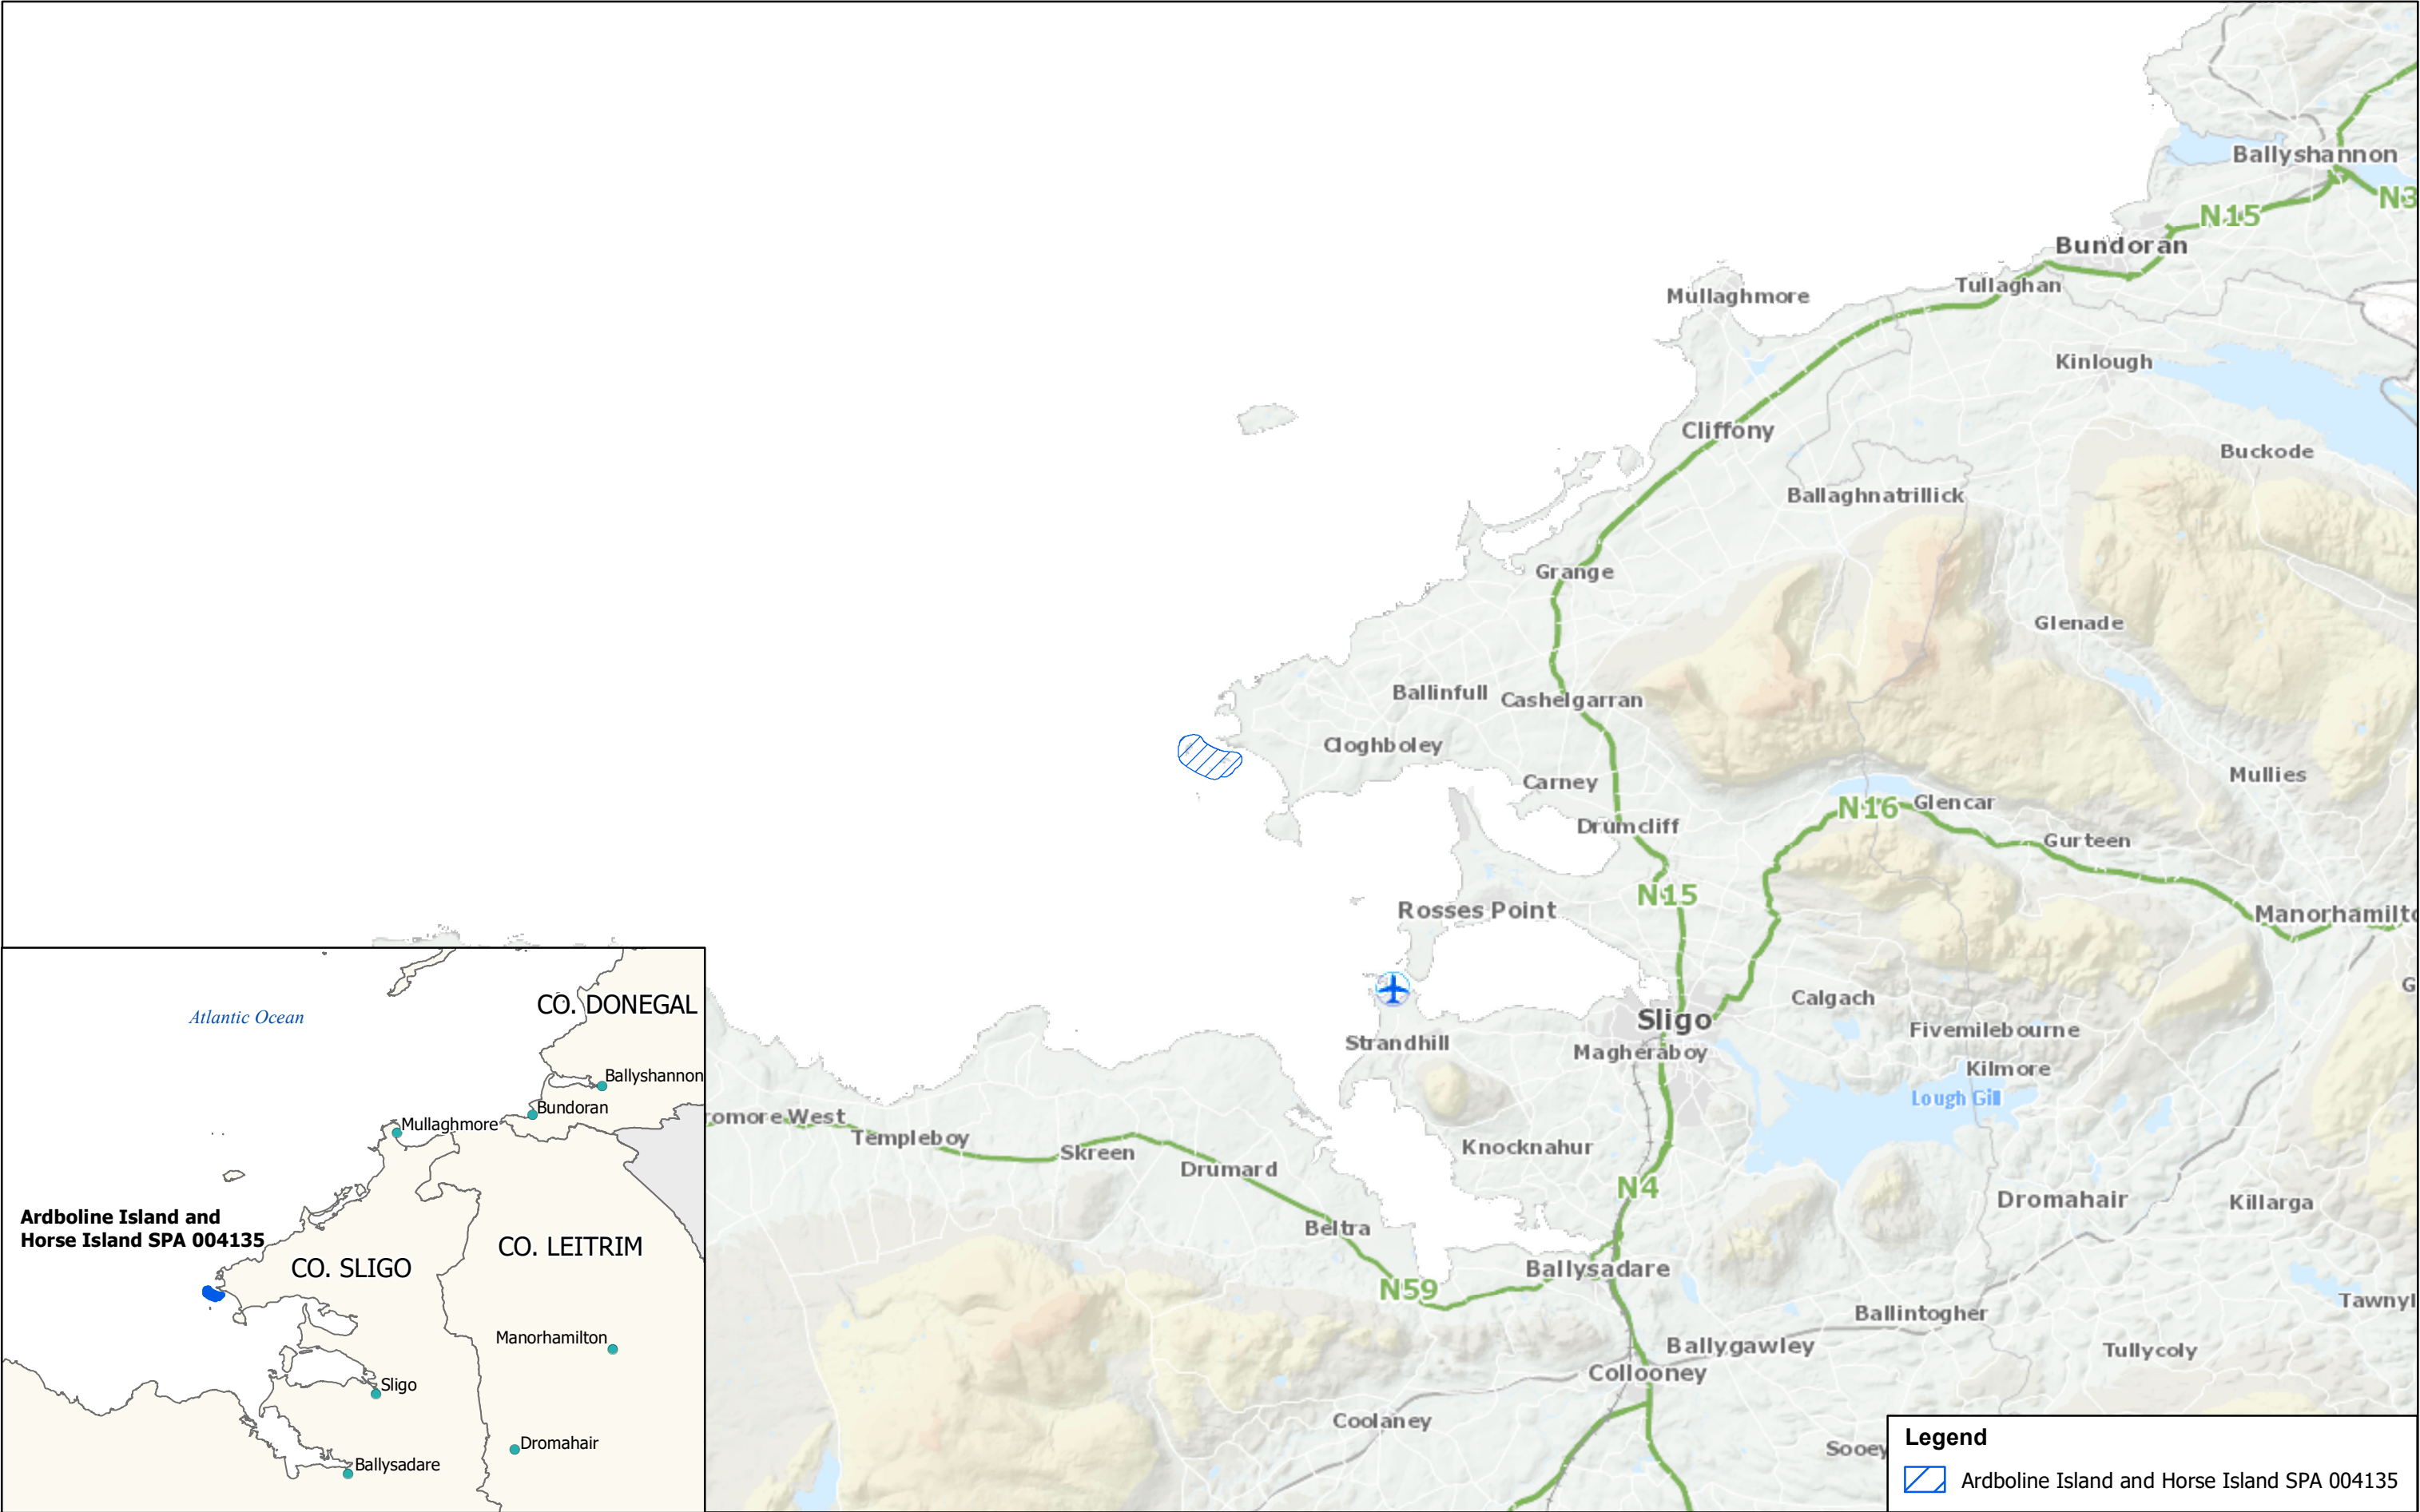 Ballyshannon
N3
N15
Bundoran
Tullaghan
Mullaghmore
Kinlough
Cliffony
Buckode
Ballaghnatrillick
Grange
Glenade
Ballinfull
Cashelgarran
Cloghboley
Carney
Mullies
N16
Glencar
Drumcliff
Gurteen
N15
Rosses Point
Manorhamilto
G
Calgach
Sligo
Fivemilebourne
Strandhill
Magheraboy
Kilmore
Lough Gill
romore West
Templeboy
Skreen
Knocknahur
Drumard
N4
Dromahair
Killarga
Beltra
Ballysadare
N59
Tawnyl
Ballintogher
Ballygawley
Tullycoly
Collooney
Coolaney
Sooey
Atlantic Ocean
CO. DONEGAL
Ballyshannon
Bundoran
Mullaghmore
Ardboline Island and
Horse Island SPA 004135
CO. LEITRIM
CO. SLIGO
Manorhamilton
Sligo
Dromahair
Ballysadare
Legend
Ardboline Island and Horse Island SPA 004135